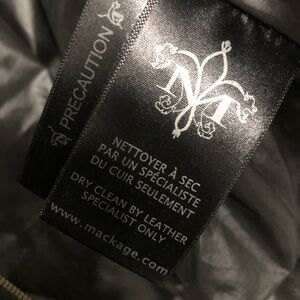 PRECAUTION
M
NETTOYER À SEC
PAR UN SPÉCIALISTE
DU CUIR SEULEMENT
DRY CLEAN BY LEATHER
SPECIALIST ONLY
www.mackage.com